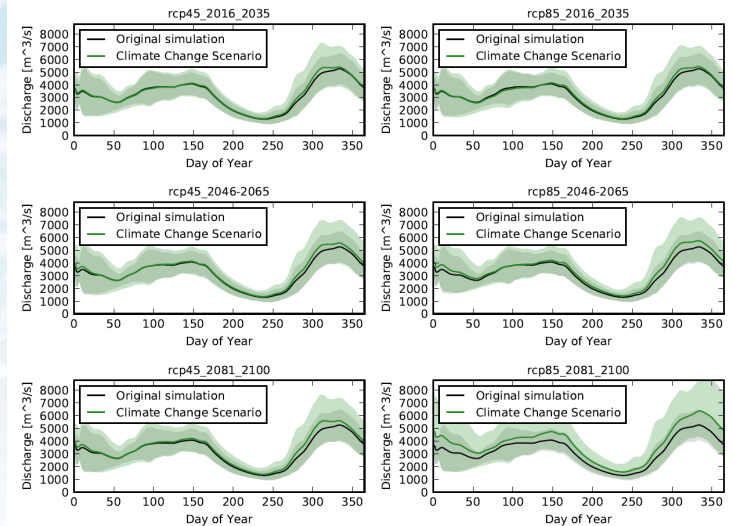 rcp45_2016_2035
Discharge [m^3/s]
8000
7000
6000
5000
4000
3000
2000
1000
0
Original simulation
Climate Change Scenario
0 50 100 150 200 250 300 350
Day of Year
rcp85_2016_2035
Discharge [m^3/s]
8000
7000
6000
5000
4000
3000
2000
1000
0
Original simulation
Climate Change Scenario
0 50 100 150 200 250 300 350
Day of Year
rcp45_2046-2065
Discharge [m^3/s]
8000
7000
6000
5000
4000
3000
2000
1000
0
Original simulation
Climate Change Scenario
0 50 100 150 200 250 300 350
Day of Year
rcp85_2046-2065
Discharge [m^3/s]
8000
7000
6000
5000
4000
3000
2000
1000
0
Original simulation
Climate Change Scenario
0 50 100 150 200 250 300 350
Day of Year
rcp45_2081_2100
Discharge [m^3/s]
8000
7000
6000
5000
4000
3000
2000
1000
0
Original simulation
Climate Change Scenario
0 50 100 150 200 250 300 350
Day of Year
rcp85_2081_2100
Discharge [m^3/s]
8000
7000
6000
5000
4000
3000
2000
1000
0
Original simulation
Climate Change Scenario
0 50 100 150 200 250 300 350
Day of Year